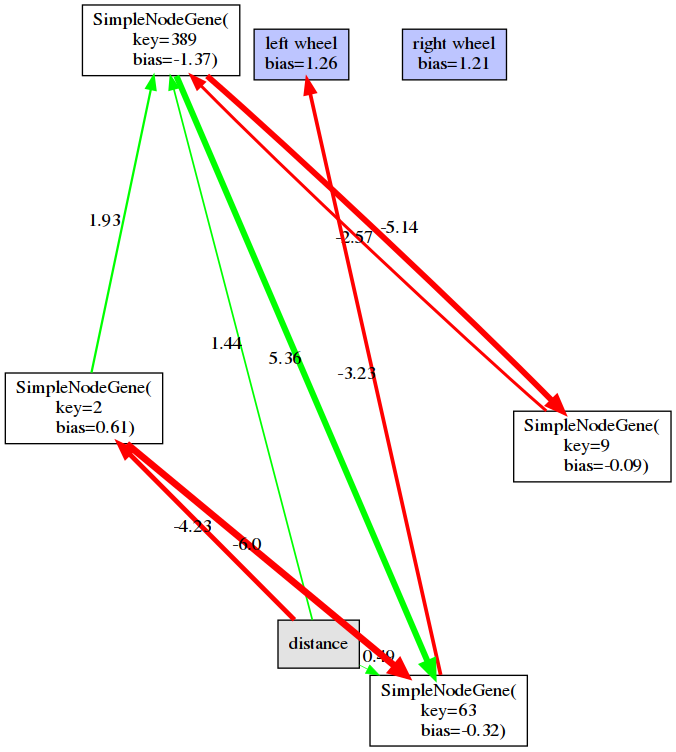 SimpleNodeGene(
key=389
bias=-1.37)
left wheel
bias=1.26
right wheel
bias=1.21
1.93
-2.57
-5.14
1.44
5.36
-3.23
SimpleNodeGene(
key=2
bias=0.61)
SimpleNodeGene(
key=9
bias=-0.09)
-4.23
-6.0
distance
0.49
SimpleNodeGene(
key=63
bias=-0.32)